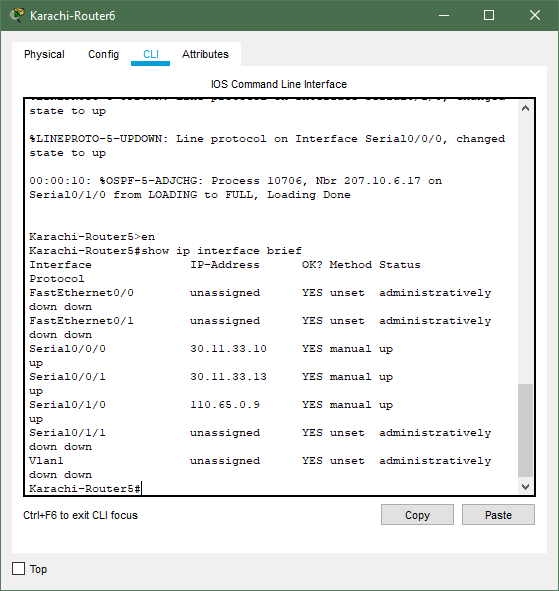 Karachi-Router6
Physical Config CLI Attributes
IOS Command Line Interface
state to up
%LINEPROTO-5-UPDOWN: Line protocol on Interface Serial0/0/0, changed
state to up
00:00:10: %OSPF-5-ADJCHG: Process 10706, Nbr 207.10.6.17 on
Serial0/1/0 from LOADING to FULL, Loading Done
Karachi-Router5>en
Karachi-Router5#show ip interface brief
Interface IP-Address OK? Method Status
Protocol
FastEthernet0/0 unassigned YES unset administratively
down down
FastEthernet0/1 unassigned YES unset administratively
down down
Serial0/0/0 30.11.33.10 YES manual up
up
Serial0/0/1 30.11.33.13 YES manual up
up
Serial0/1/0 110.65.0.9 YES manual up
up
Serial0/1/1 unassigned YES unset administratively
down down
Vlan1 unassigned YES unset administratively
down down
Karachi-Router5#
Ctrl+F6 to exit CLI focus
Copy Paste
Top